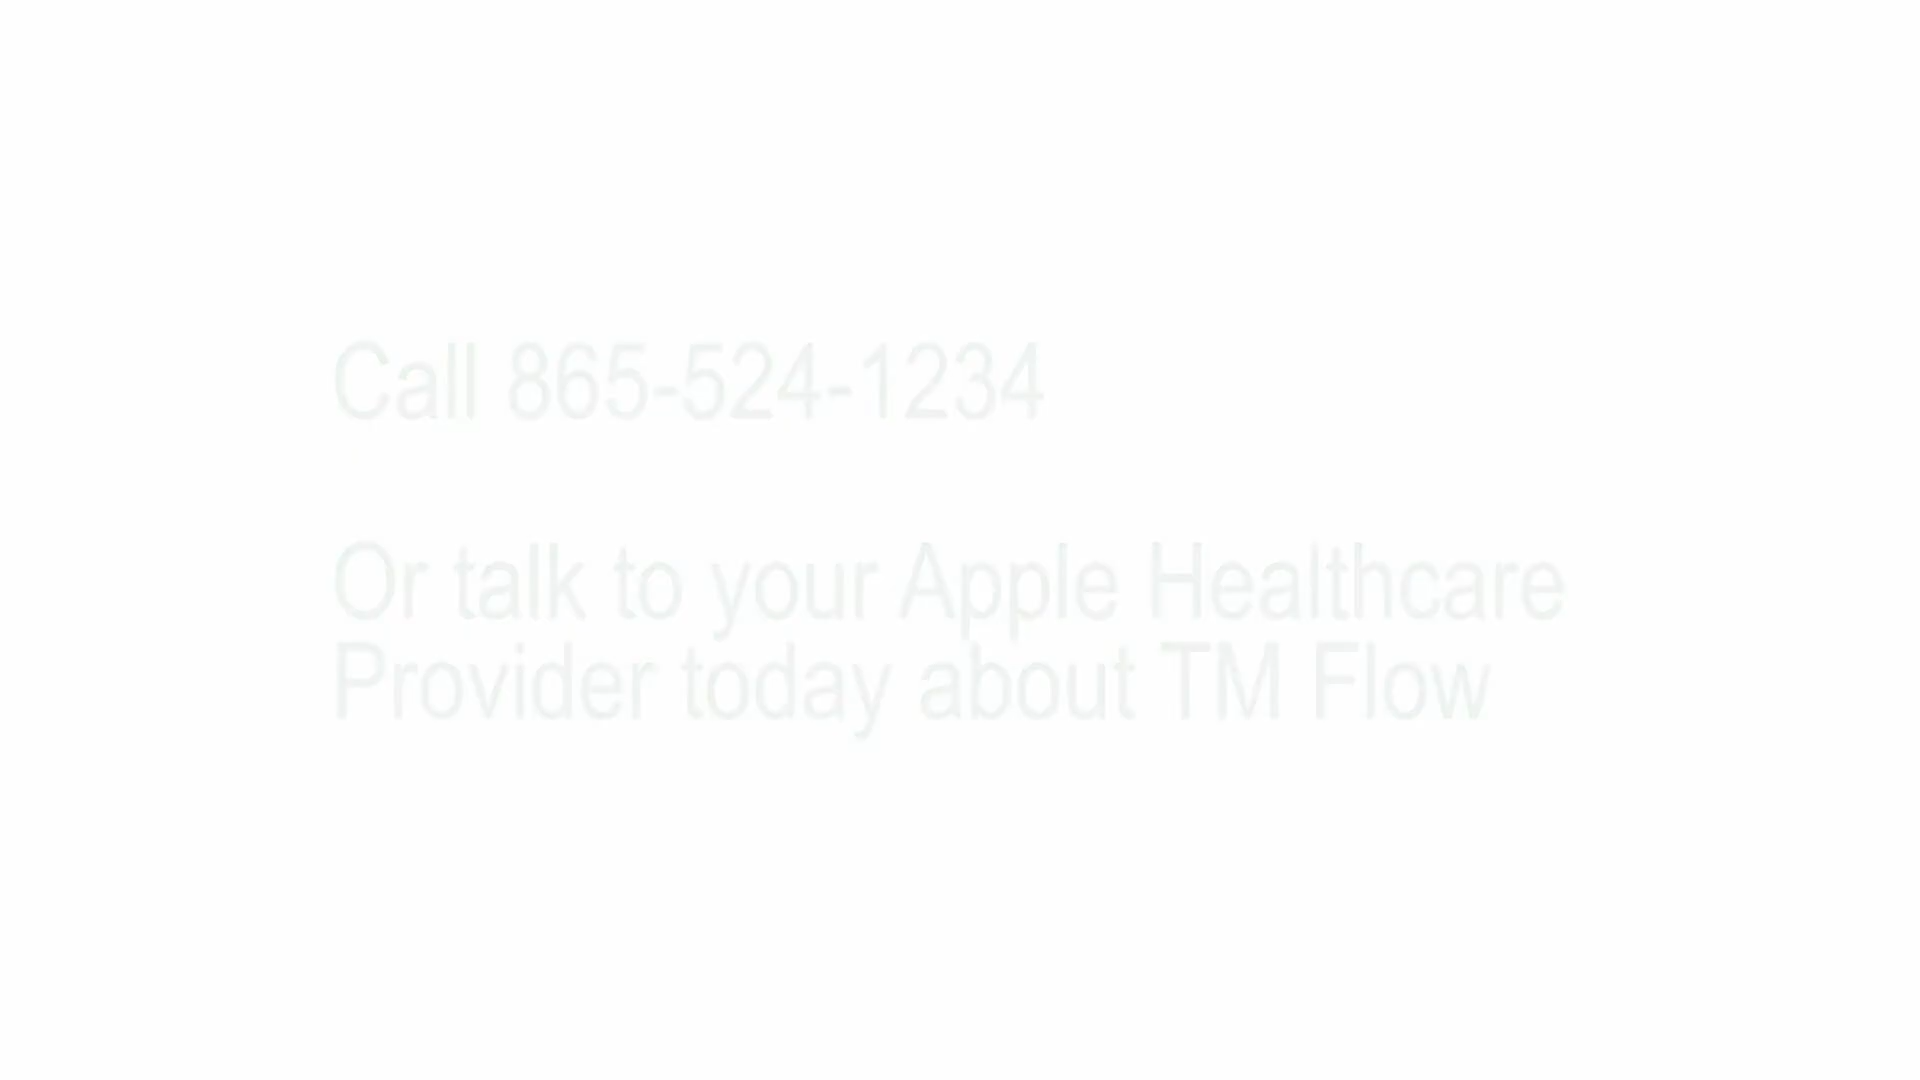 Call 865-524-1234
Or talk to your Apple Healthcare
Provider today about TM Flow